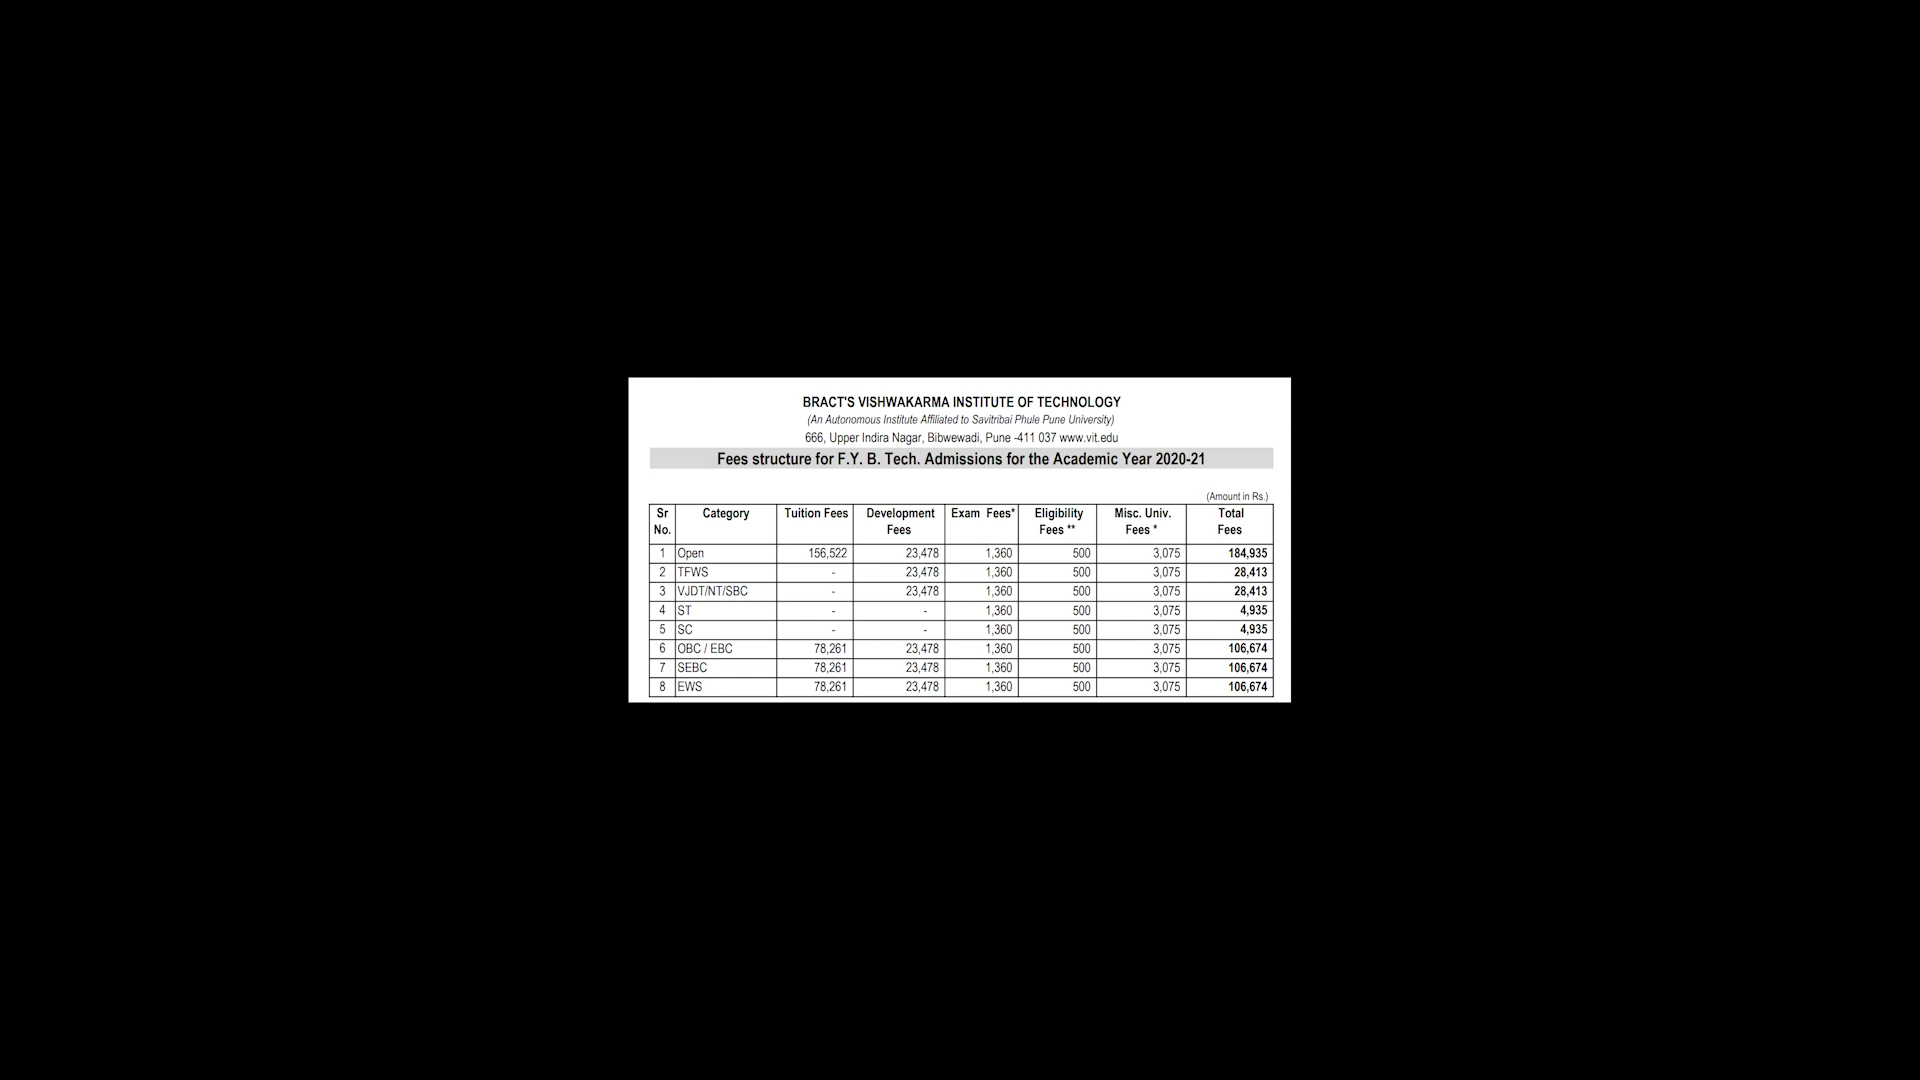 BRACT'S VISHWAKARMA INSTITUTE OF TECHNOLOGY
(An Autonomous Institute Affiliated to Savitribai Phule Pune University)
666, Upper Indira Nagar, Bibwewadi, Pune -411 037 www.vit.edu
Fees structure for F.Y. B. Tech. Admissions for the Academic Year 2020-21
(Amount in Rs.)
Sr No. Category Tuition Fees Development Fees Exam Fees* Eligibility Fees ** Misc. Univ. Fees * Total Fees
1 Open 156,522 23,478 1,360 500 3,075 184,935
2 TFWS - 23,478 1,360 500 3,075 28,413
3 VJDT/NT/SBC - 23,478 1,360 500 3,075 28,413
4 ST - - 1,360 500 3,075 4,935
5 SC - - 1,360 500 3,075 4,935
6 OBC / EBC 78,261 23,478 1,360 500 3,075 106,674
7 SEBC 78,261 23,478 1,360 500 3,075 106,674
8 EWS 78,261 23,478 1,360 500 3,075 106,674